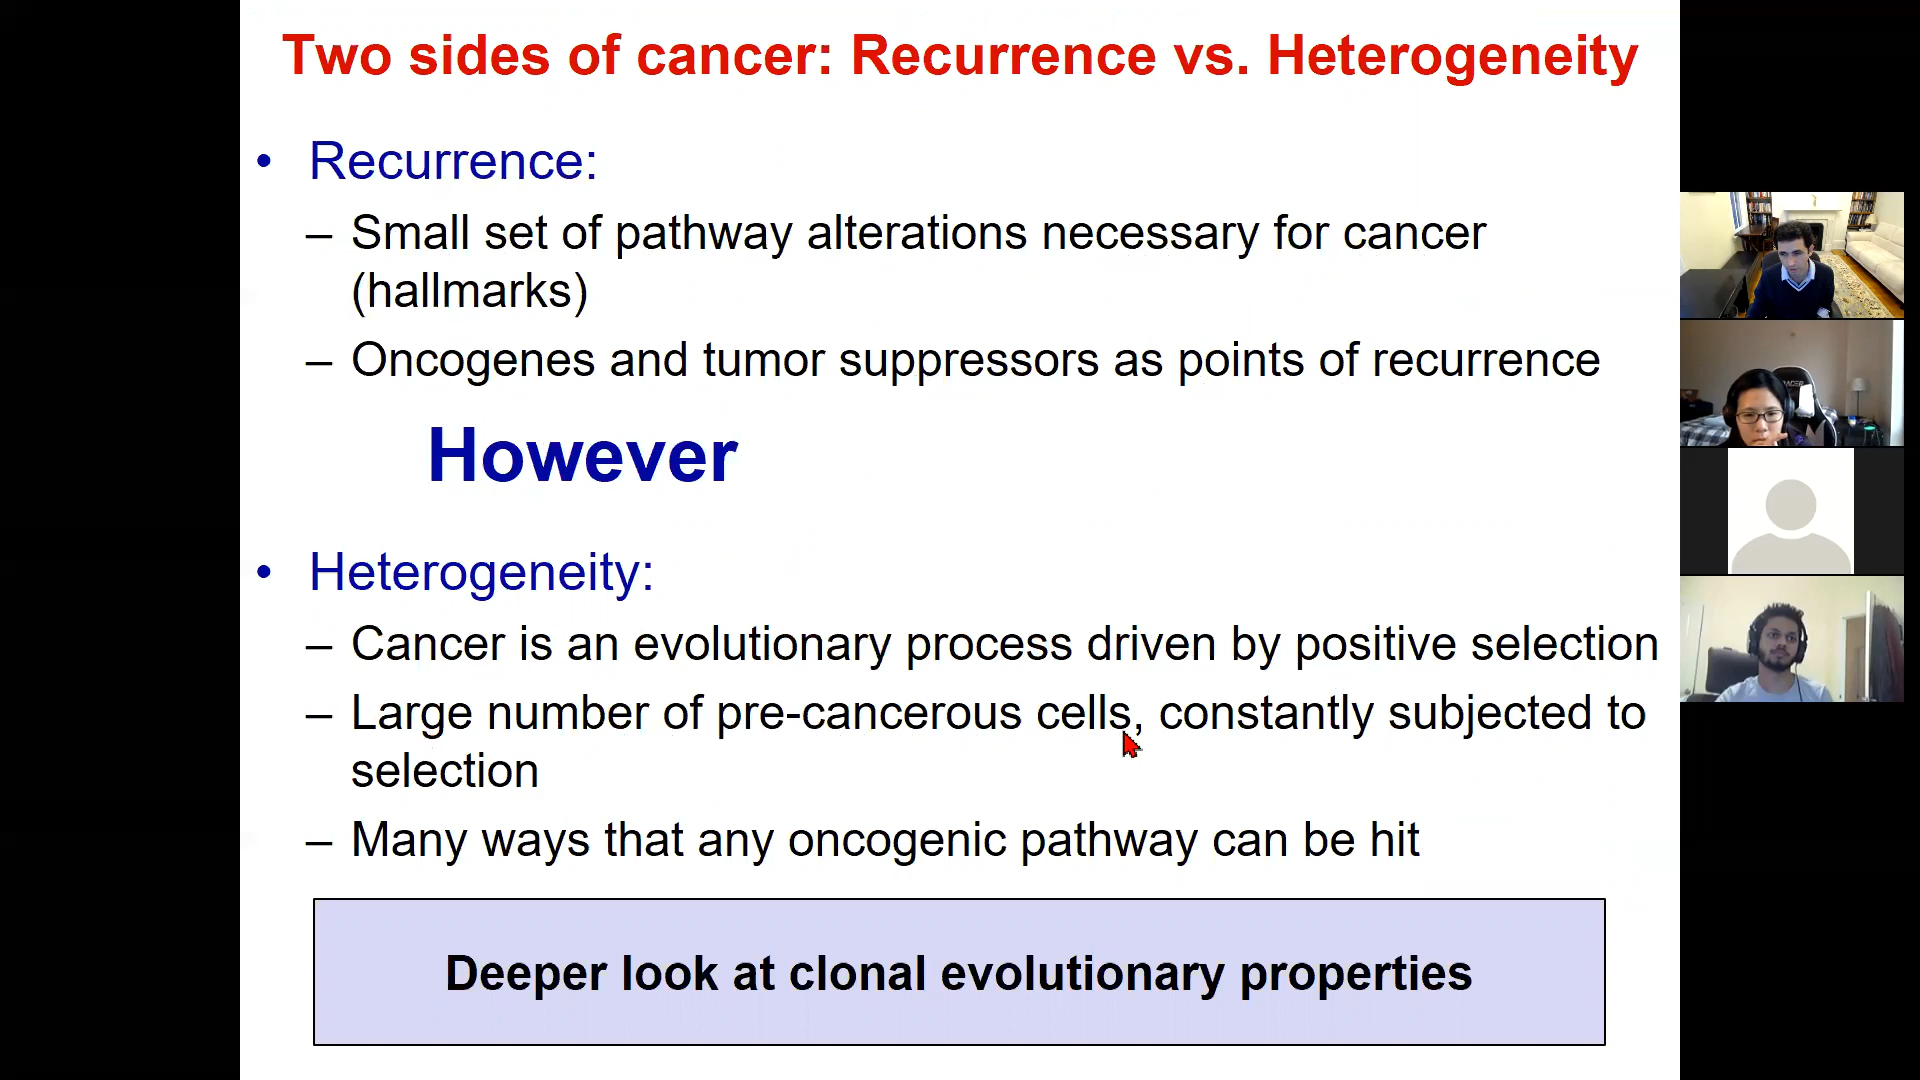 Two sides of cancer: Recurrence vs. Heterogeneity
• Recurrence:
– Small set of pathway alterations necessary for cancer
(hallmarks)
– Oncogenes and tumor suppressors as points of recurrence
However
• Heterogeneity:
– Cancer is an evolutionary process driven by positive selection
– Large number of pre-cancerous cells, constantly subjected to
selection
– Many ways that any oncogenic pathway can be hit
Deeper look at clonal evolutionary properties